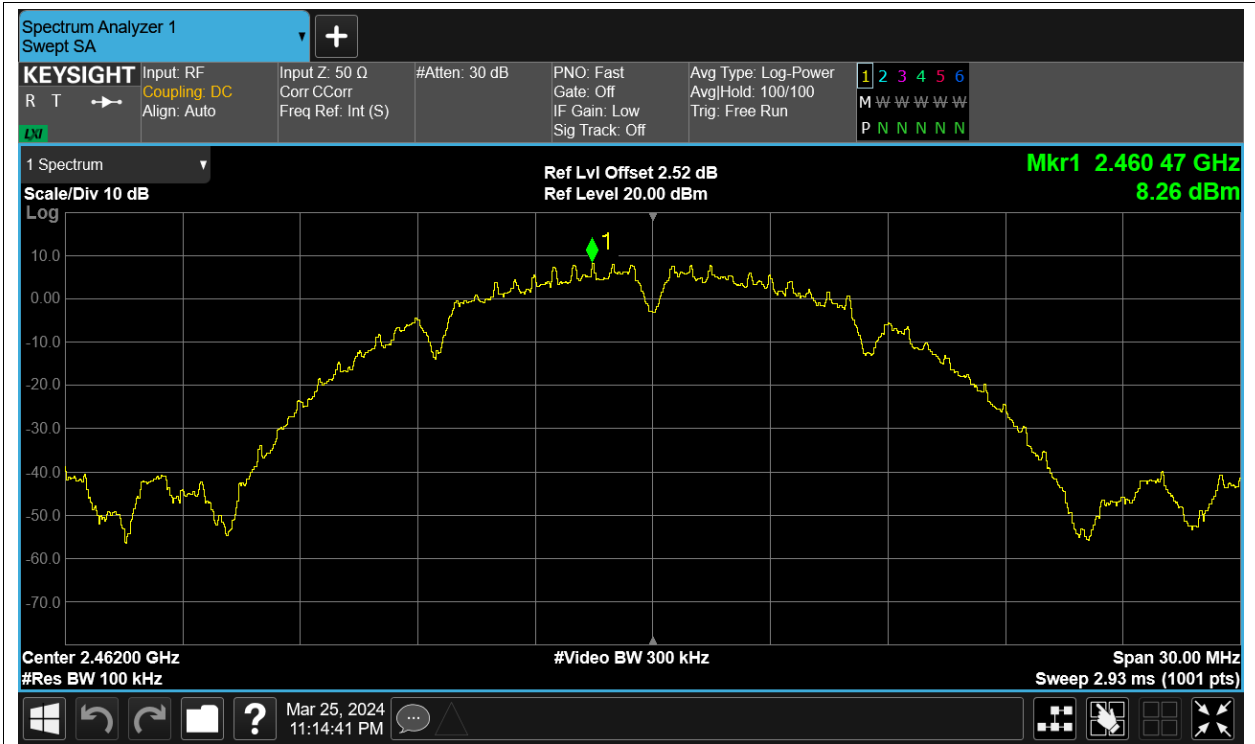 Spectrum Analyzer 1
Swept SA
KEYSIGHT
R T
LXI
Input: RF
Coupling: DC
Align: Auto
Input Z: 50 Ω
Corr CCorr
Freq Ref: Int (S)
#Atten: 30 dB
PNO: Fast
Gate: Off
IF Gain: Low
Sig Track: Off
Avg Type: Log-Power
Avg|Hold: 100/100
Trig: Free Run
1 2 3 4 5 6
M W W W W W
P N N N N N
1 Spectrum
Scale/Div 10 dB
Log
Ref Lvl Offset 2.52 dB
Ref Level 20.00 dBm
Mkr1 2.460 47 GHz
8.26 dBm
1
10.0
0.00
-10.0
-20.0
-30.0
-40.0
-50.0
-60.0
-70.0
Center 2.46200 GHz
#Res BW 100 kHz
#Video BW 300 kHz
Span 30.00 MHz
Sweep 2.93 ms (1001 pts)
?
Mar 25, 2024
11:14:41 PM